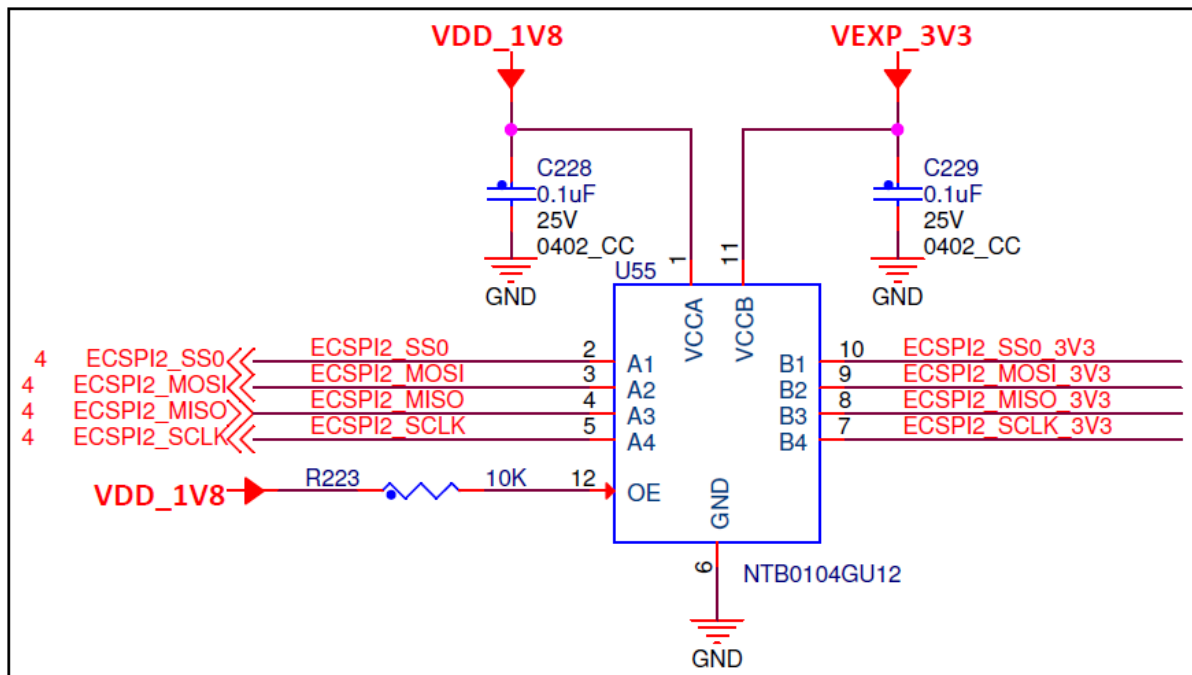 VDD_1V8
VEXP_3V3
C228
0.1uF
25V
0402_CC
C229
0.1uF
25V
0402_CC
GND
GND
1
11
U55
VCCA
VCCB
4 ECSPI2_SS0 ECSPI2_SS0 2 A1 B1 10 ECSPI2_SS0_3V3
4 ECSPI2_MOSI ECSPI2_MOSI 3 A2 B2 9 ECSPI2_MOSI_3V3
4 ECSPI2_MISO ECSPI2_MISO 4 A3 B3 8 ECSPI2_MISO_3V3
4 ECSPI2_SCLK ECSPI2_SCLK 5 A4 B4 7 ECSPI2_SCLK_3V3
VDD_1V8 R223 10K 12 OE
GND
6
NTB0104GU12
GND